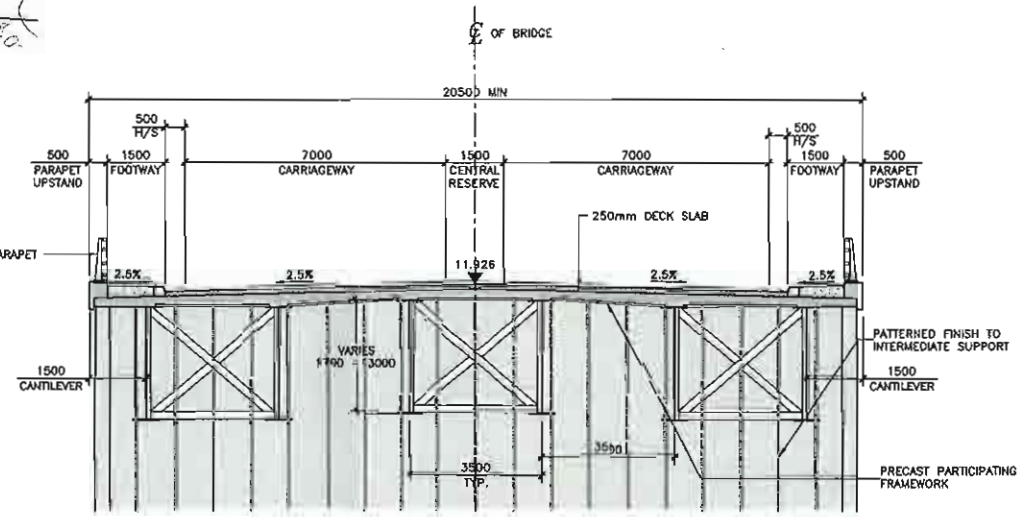 ℄ OF BRIDGE
20500 MIN
500
H/S
500
H/S
500
PARAPET
UPSTAND
1500
FOOTWAY
7000
CARRIAGEWAY
1500
CENTRAL
RESERVE
7000
CARRIAGEWAY
1500
FOOTWAY
500
PARAPET
UPSTAND
250mm DECK SLAB
ARAPET
2.5%
2.5%
11.926
2.5%
2.5%
VARIES
3000
PATTERNED FINISH TO
INTERMEDIATE SUPPORT
1500
CANTILEVER
1500
CANTILEVER
3500
3500
TYP.
PRECAST PARTICIPATING
FRAMEWORK